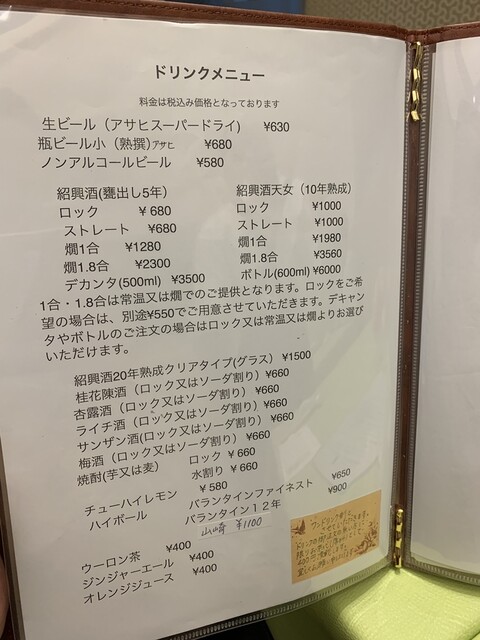 ドリンクメニュー
料金は税込み価格となっております
生ビール（アサヒスーパードライ） ¥630
瓶ビール小（熟撰）アサヒ ¥680
ノンアルコールビール ¥580
紹興酒(甕出し5年）
ロック ¥ 680
ストレート ¥ 680
燗1合 ¥1280
燗1.8合 ¥2300
デカンタ(500ml) ¥3500
紹興酒天女（10年熟成）
ロック ¥1000
ストレート ¥1000
燗1合 ¥1980
燗1.8合 ¥3560
ボトル(600ml) ¥6000
1合・1.8合は常温又は燗でのご提供となります。ロックをご希
望の場合は、別途¥550でご用意させていただきます。デキャン
タやボトルのご注文の場合はロック又は常温又は燗よりお選び
いただけます。
紹興酒20年熟成クリアタイプ(グラス） ¥1500
桂花陳酒（ロック又はソーダ割り）¥660
杏露酒（ロック又はソーダ割り）¥660
ライチ酒（ロック又はソーダ割り）¥660
サンザン酒(ロック又はソーダ割り）¥660
梅酒（ロック又はソーダ割り）¥660
焼酎(芋又は麦） ロック ¥ 660
水割り ¥ 660
チューハイレモン ¥ 580
ハイボール バランタインファイネスト ¥650
バランタイン１２年 ¥900
山崎 ¥1100
ウーロン茶 ¥400
ジンジャーエール ¥400
オレンジジュース ¥400